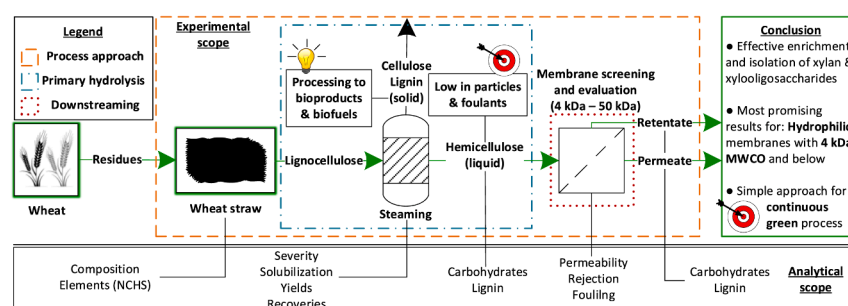 Legend
Process approach
Primary hydrolysis
Downstreaming
Experimental
scope
Processing to
bioproducts
& biofuels
Cellulose
Lignin
(solid)
Low in particles
& foulants
Membrane screening
and evaluation
(4 kDa – 50 kDa)
Retentate
Permeate
Residues
Lignocellulose
Hemicellulose
(liquid)
Wheat
Wheat straw
Steaming
Conclusion
● Effective enrichment
and isolation of xylan &
xylooligosaccharides
● Most promising
results for: Hydrophilic
membranes with 4 kDa
MWCO and below
● Simple approach for
continuous
green process
Composition
Elements (NCHS)
Severity
Solubilization
Yields
Recoveries
Carbohydrates
Lignin
Permeability
Rejection
Foulilng
Carbohydrates
Lignin
Analytical
scope